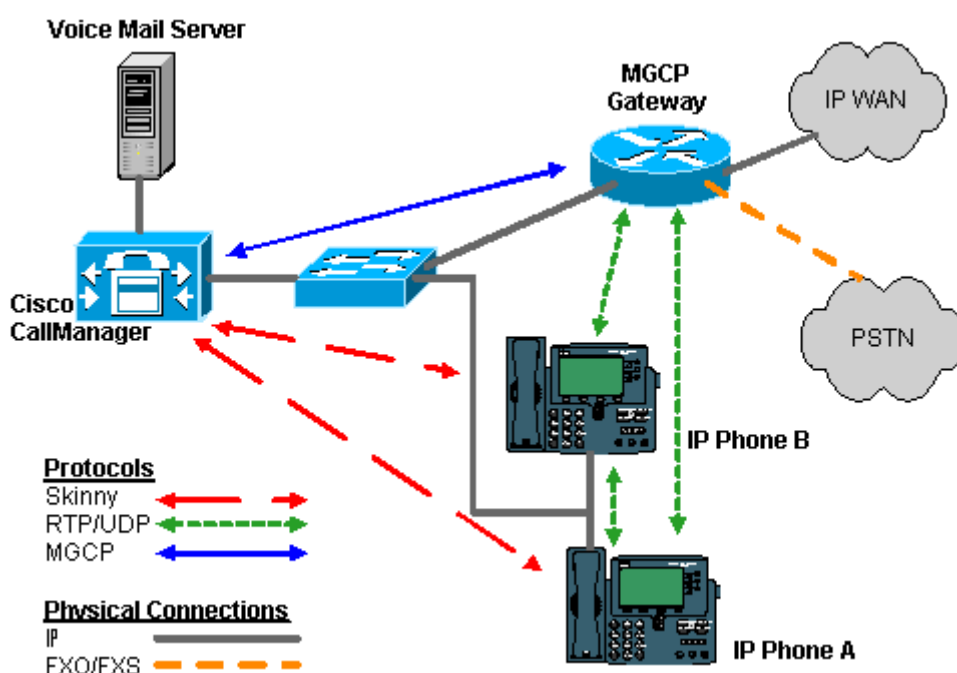 Voice Mail Server
MGCP
Gateway
IP WAN
Cisco
CallManager
PSTN
IP Phone B
Protocols
Skinny
RTP/UDP
MGCP
Physical Connections
IP
FXO/FXS
IP Phone A